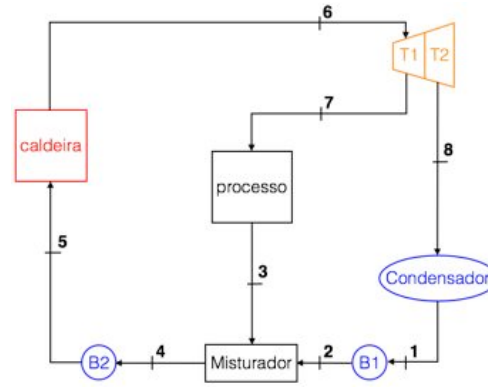 6
T1 T2
7
caldeira
processo
8
5
3
Condensador
4
2
1
B2
Misturador
B1